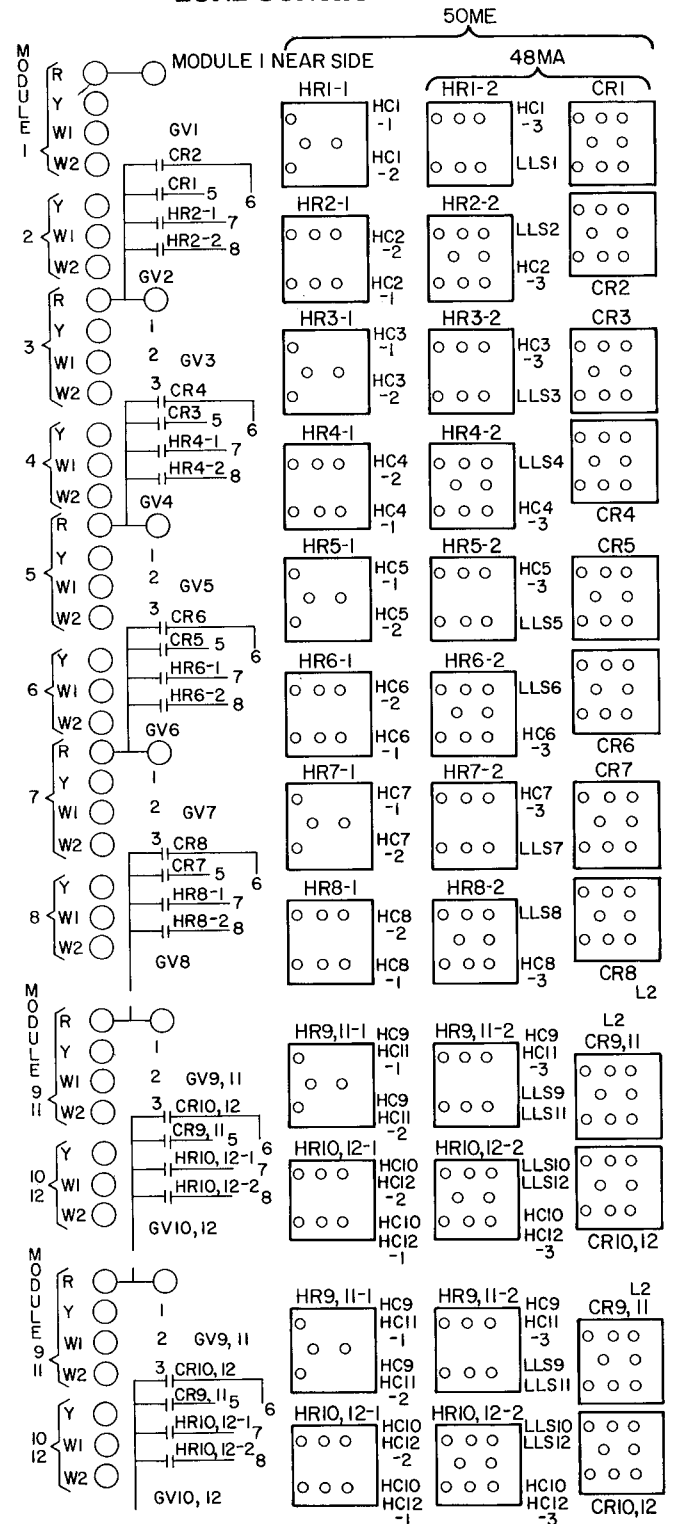 50ME
MODULE 1 NEAR SIDE
48MA
MODULE 1
R
Y
W1
W2
GV1
CR2
CR1 5
6
HR2-1 7
HR2-2 8
HR1-1
HC1 -1
HC1 -2
HR1-2
HC1 -3
LLS1
CR1
2
Y
W1
W2
GV2
HR2-1
HC2 -2
HC2 -1
HR2-2
LLS2
HC2 -3
CR2
3
R
Y
W1
W2
1
2 GV3
3 CR4
CR3 5
6
HR4-1 7
HR4-2 8
HR3-1
HC3 -1
HC3 -2
HR3-2
HC3 -3
LLS3
CR3
4
Y
W1
W2
GV4
HR4-1
HC4 -2
HC4 -1
HR4-2
LLS4
HC4 -3
CR4
5
R
Y
W1
W2
1
2 GV5
3 CR6
CR5 5
6
HR6-1 7
HR6-2 8
HR5-1
HC5 -1
HC5 -2
HR5-2
HC5 -3
LLS5
CR5
6
Y
W1
W2
GV6
HR6-1
HC6 -2
HC6 -1
HR6-2
LLS6
HC6 -3
CR6
7
R
Y
W1
W2
1
2 GV7
3 CR8
CR7 5
6
HR8-1 7
HR8-2 8
HR7-1
HC7 -1
HC7 -2
HR7-2
HC7 -3
LLS7
CR7
8
Y
W1
W2
GV8
HR8-1
HC8 -2
HC8 -1
HR8-2
LLS8
HC8 -3
CR8
L2
MODULE 9 11
R
Y
W1
W2
1
2 GV9, 11
3 CR10, 12
CR9, 11 5
6
HR10, 12-1 7
HR10, 12-2 8
HR9, 11-1
HC9 HC11 -1
HC9 HC11 -2
HR9, 11-2
HC9 HC11 -3
LLS9 LLS11
L2
CR9, 11
10 12
Y
W1
W2
GV10, 12
HR10, 12-1
HC10 HC12 -2
HC10 HC12 -1
HR10, 12-2
LLS10 LLS12
HC10 HC12 -3
CR10, 12
MODULE 9 11
R
Y
W1
W2
1
2 GV9, 11
3 CR10, 12
CR9, 11 5
6
HR10, 12-1 7
HR10, 12-2 8
HR9, 11-1
HC9 HC11 -1
HC9 HC11 -2
HR9, 11-2
HC9 HC11 -3
LLS9 LLS11
L2
CR9, 11
10 12
Y
W1
W2
GV10, 12
HR10, 12-1
HC10 HC12 -2
HC10 HC12 -1
HR10, 12-2
LLS10 LLS12
HC10 HC12 -3
CR10, 12